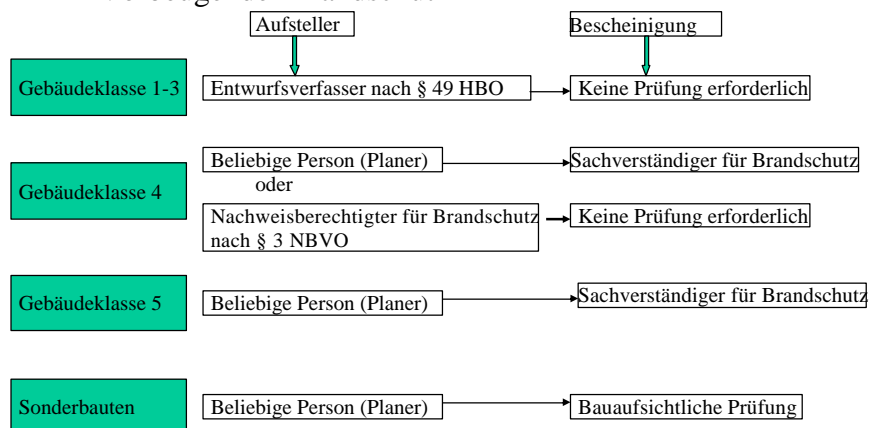 Aufsteller
Bescheinigung
Gebäudeklasse 1-3
Entwurfsverfasser nach § 49 HBO
Keine Prüfung erforderlich
Gebäudeklasse 4
Beliebige Person (Planer)
Sachverständiger für Brandschutz
oder
Nachweisberechtigter für Brandschutz
nach § 3 NBVO
Keine Prüfung erforderlich
Gebäudeklasse 5
Beliebige Person (Planer)
Sachverständiger für Brandschutz
Sonderbauten
Beliebige Person (Planer)
Bauaufsichtliche Prüfung